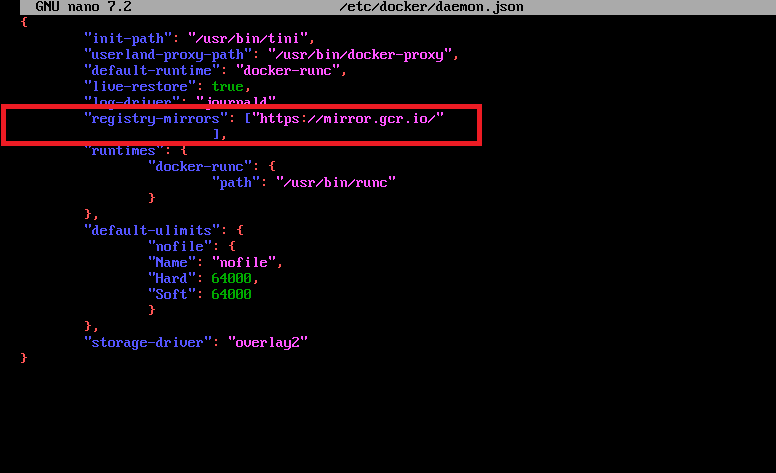 GNU nano 7.2 /etc/docker/daemon.json
{
"init-path": "/usr/bin/tini",
"userland-proxy-path": "/usr/bin/docker-proxy",
"default-runtime": "docker-runc",
"live-restore": true,
"log-driver": "journald"
"registry-mirrors": ["https://mirror.gcr.io/"
],
"runtimes": {
"docker-runc": {
"path": "/usr/bin/runc"
}
},
"default-ulimits": {
"nofile": {
"Name": "nofile",
"Hard": 64000,
"Soft": 64000
}
},
"storage-driver": "overlay2"
}